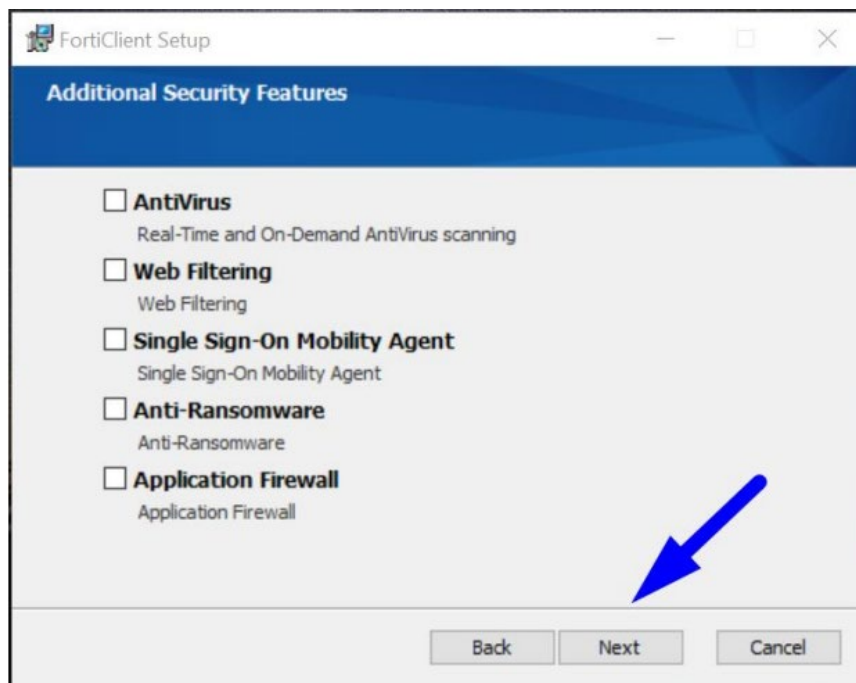 FortiClient Setup
Additional Security Features
AntiVirus
Real-Time and On-Demand AntiVirus scanning
Web Filtering
Web Filtering
Single Sign-On Mobility Agent
Single Sign-On Mobility Agent
Anti-Ransomware
Anti-Ransomware
Application Firewall
Application Firewall
Back Next Cancel